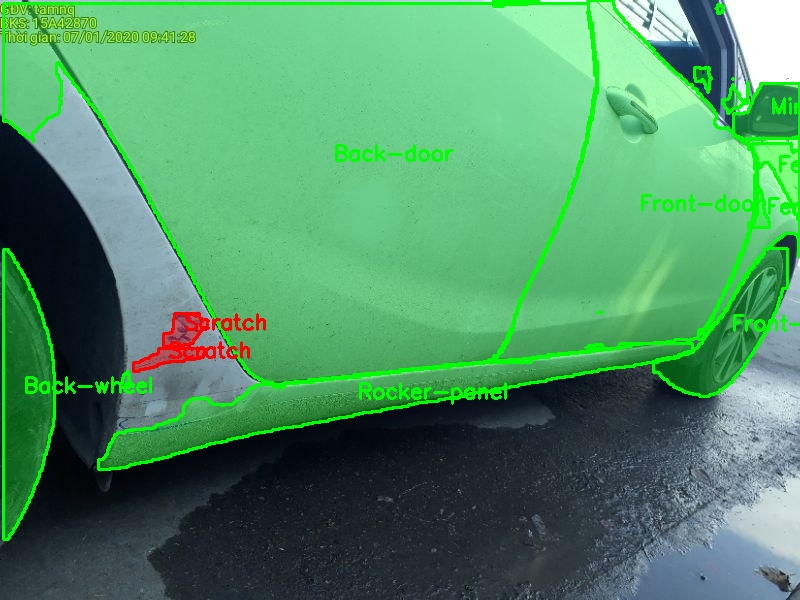 GĐV: tamnq
BKS: 15A42870
Thời gian: 07/01/2020 09:41:28
Back-door
Front-door
Scratch
Scratch
Back-wheel
Rocker-panel